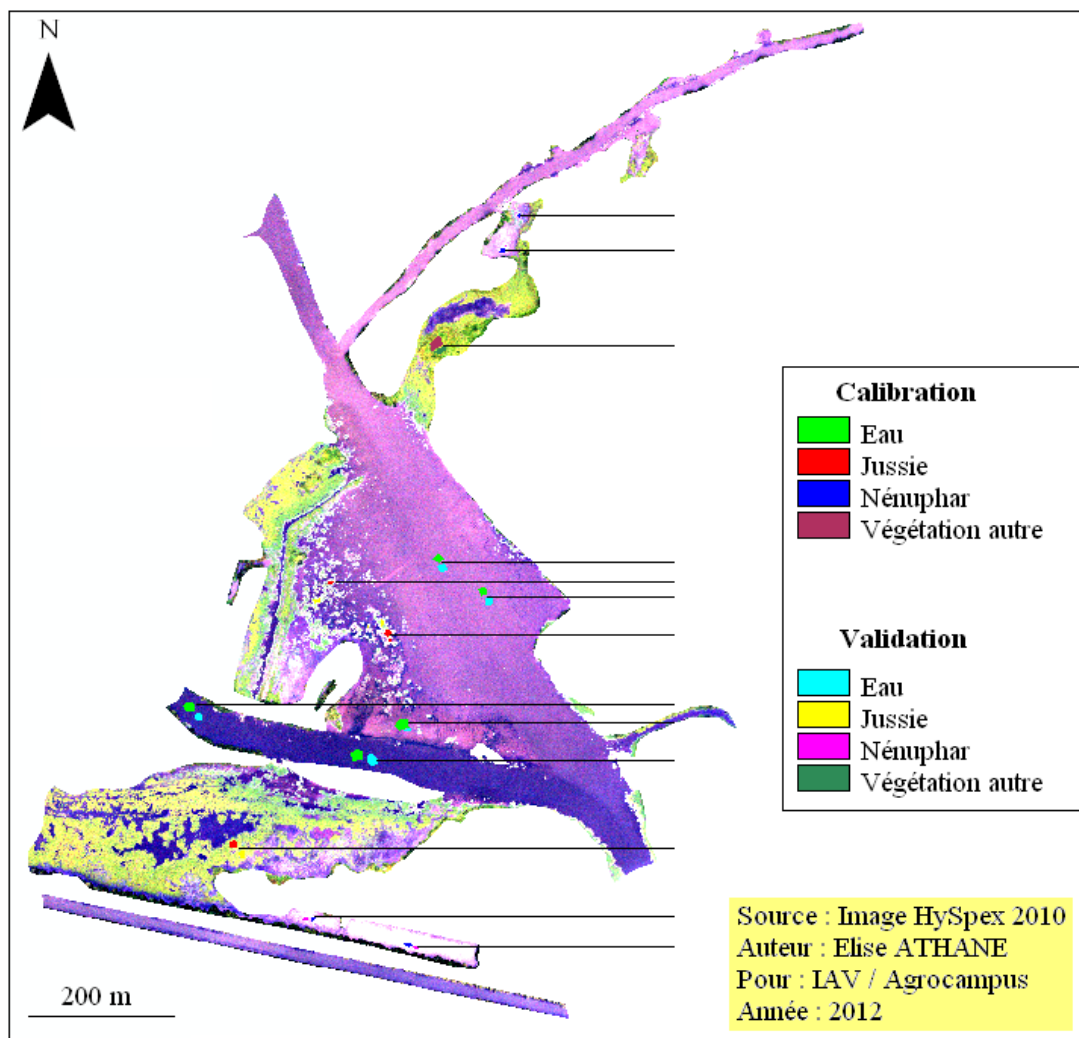 N
Calibration
Eau
Jussie
Nénuphar
Végétation autre
Validation
Eau
Jussie
Nénuphar
Végétation autre
Source : Image HySpex 2010
Auteur : Elise ATHANE
Pour : IAV / Agrocampus
Année : 2012
200 m